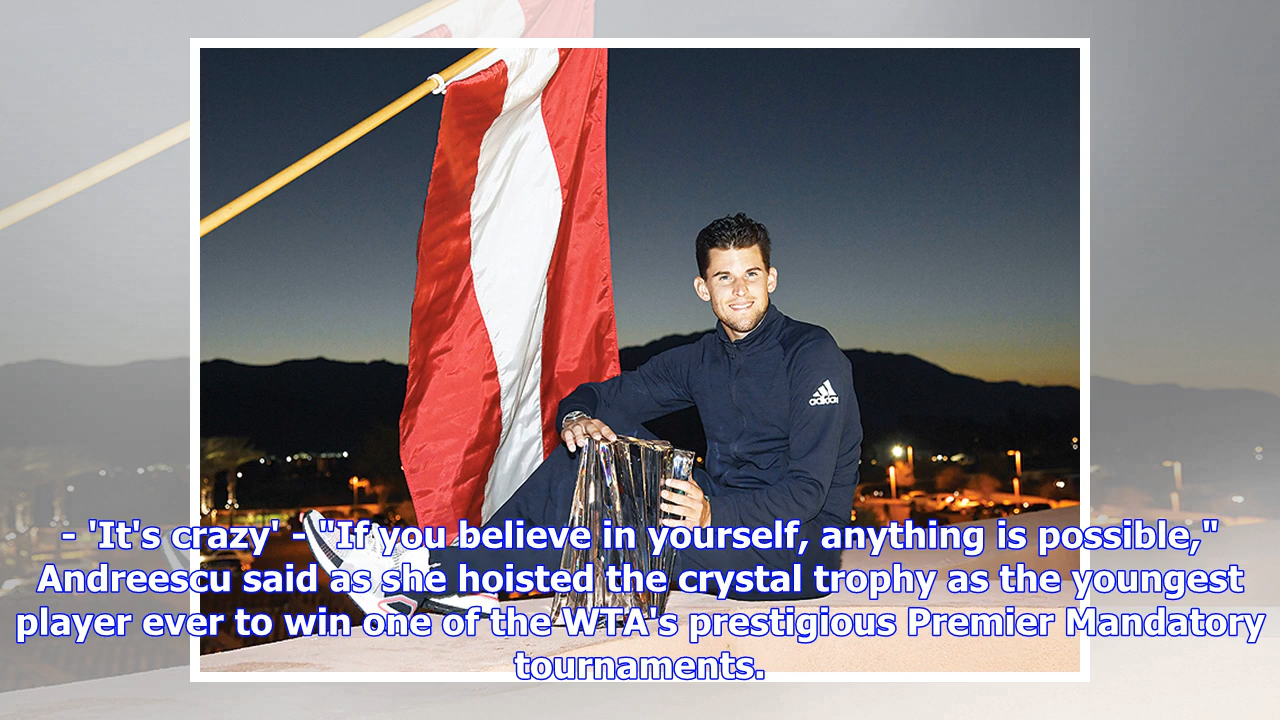 adidas
- 'It's crazy' - "If you believe in yourself, anything is possible,"
Andreescu said as she hoisted the crystal trophy as the youngest
player ever to win one of the WTA's prestigious Premier Mandatory
tournaments.